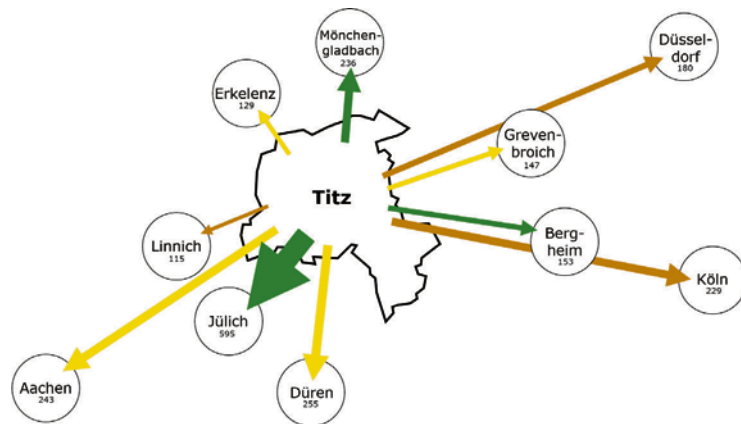 Mönchen-
gladbach
236
Düssel-
dorf
180
Erkelenz
129
Greven-
broich
147
Titz
Linnich
115
Berg-
heim
153
Köln
229
Jülich
595
Aachen
243
Düren
255